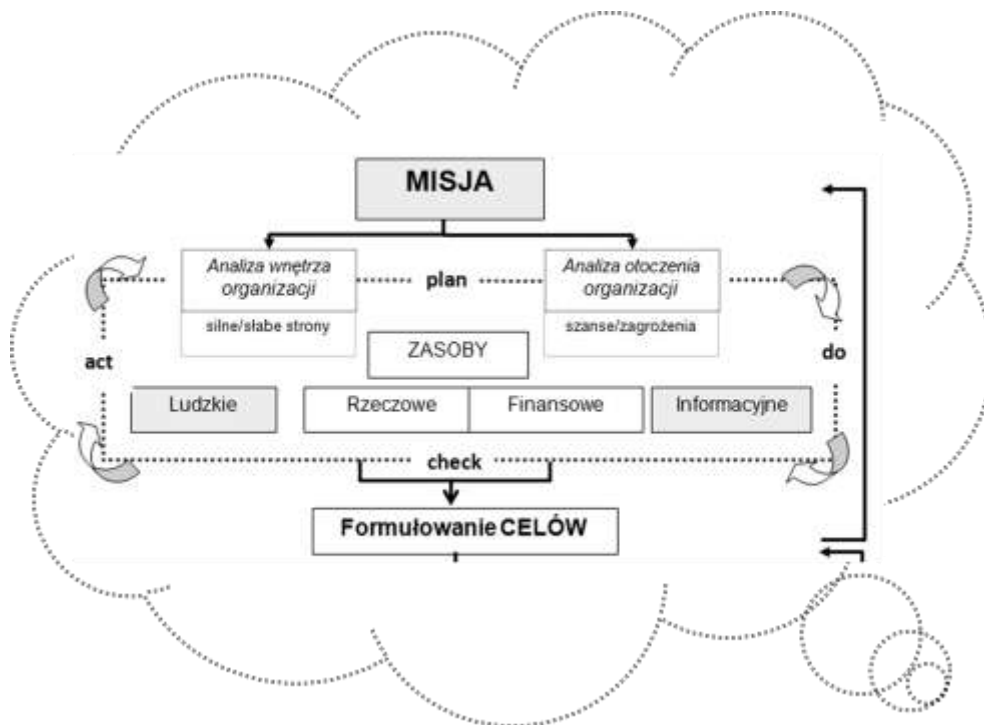 MISJA
Analiza wnętrza
organizacji
plan
Analiza otoczenia
organizacji
silne/słabe strony
szanse/zagrożenia
ZASOBY
act
do
Ludzkie
Rzeczowe
Finansowe
Informacyjne
check
Formułowanie CELÓW